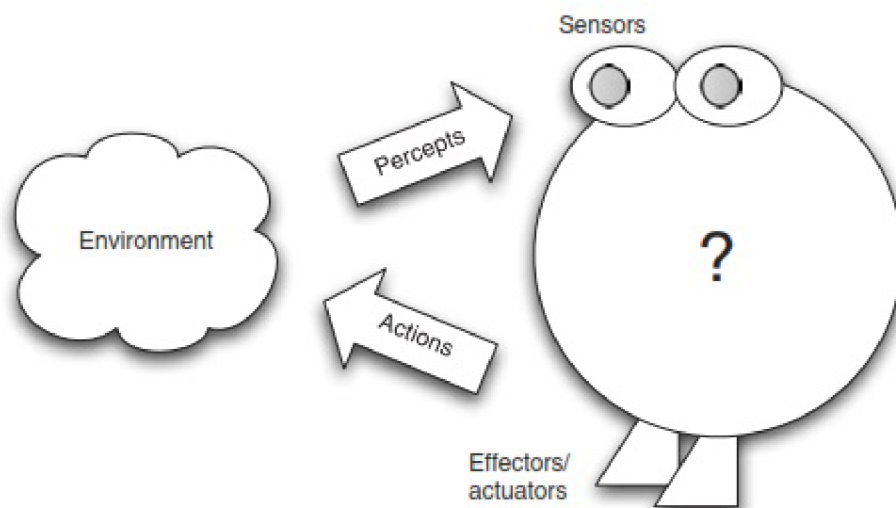 Sensors
Percepts
Environment
?
Actions
Effectors/
actuators